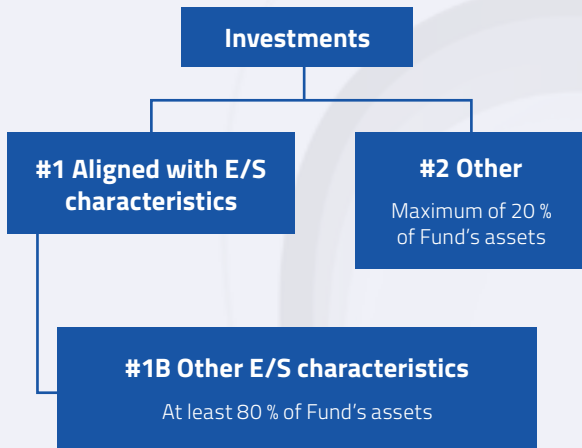 Investments
#1 Aligned with E/S
characteristics
#2 Other
Maximum of 20 %
of Fund's assets
#1B Other E/S characteristics
At least 80 % of Fund's assets